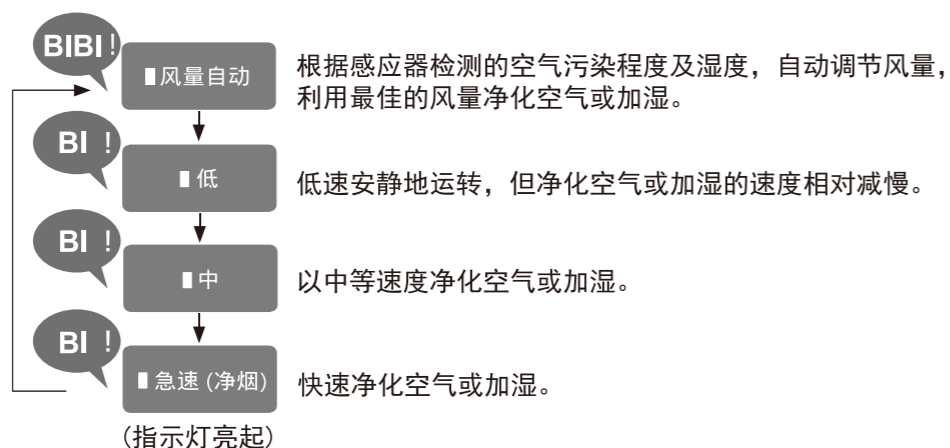 BIBI!
▮风量自动
根据感应器检测的空气污染程度及湿度，自动调节风量，
利用最佳的风量净化空气或加湿。
BI !
▮低
低速安静地运转，但净化空气或加湿的速度相对减慢。
BI !
▮中
以中等速度净化空气或加湿。
BI !
▮急速 (净烟)
快速净化空气或加湿。
(指示灯亮起)